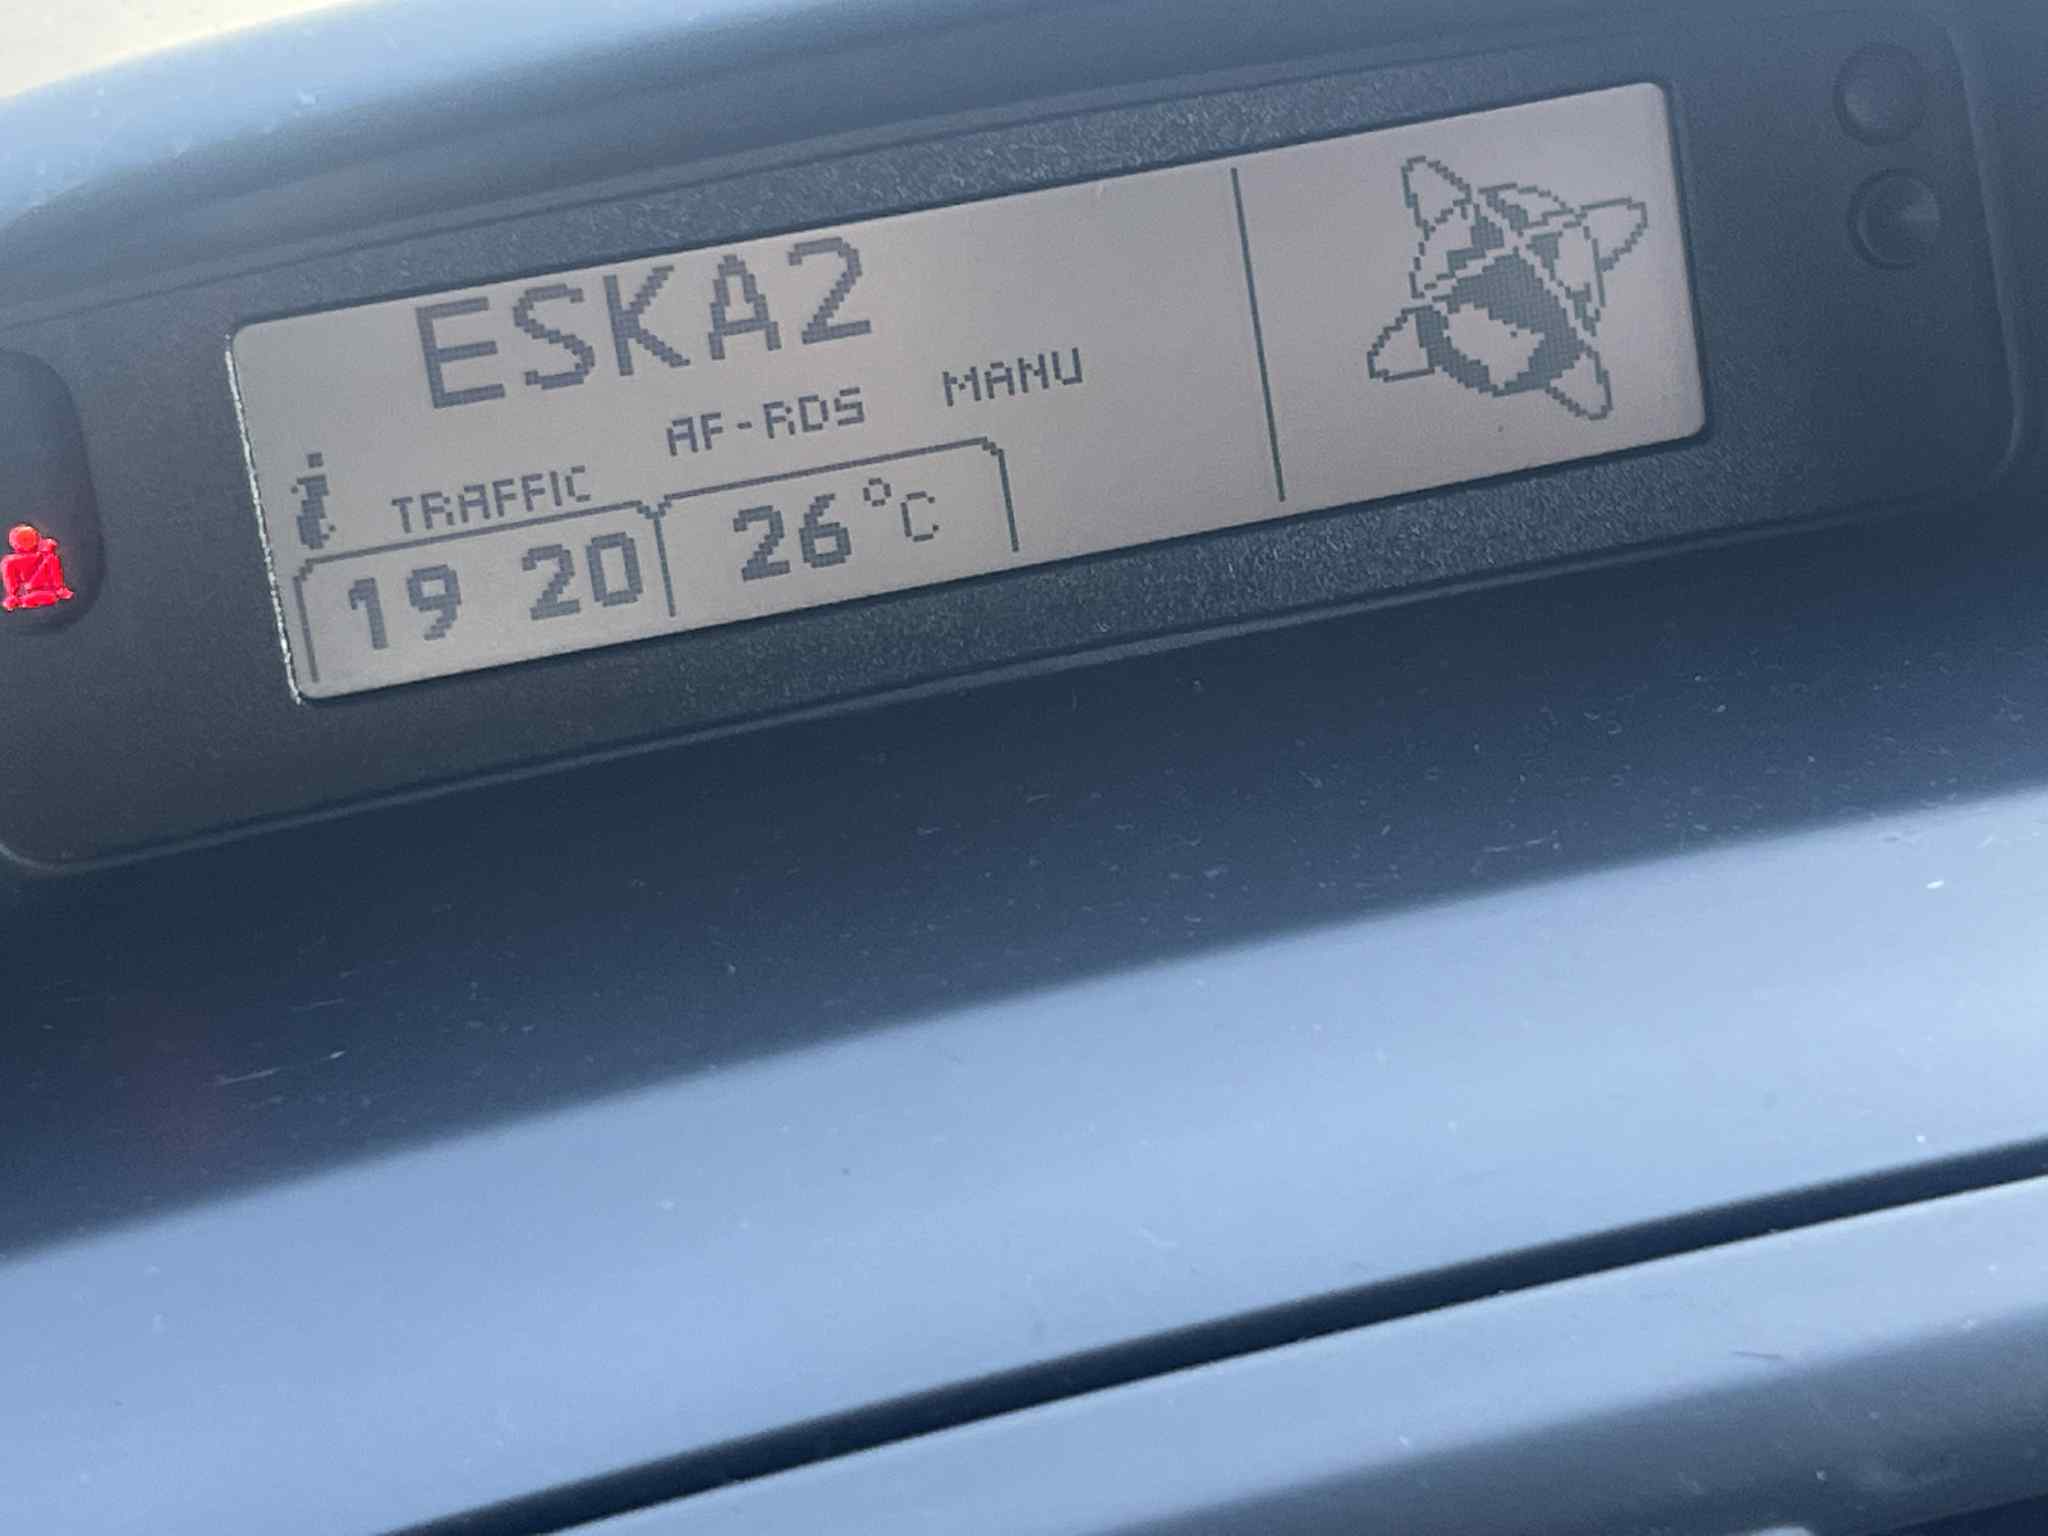 ESKA2
AF-RDS MANU
i TRAFFIC
19 20 26°C